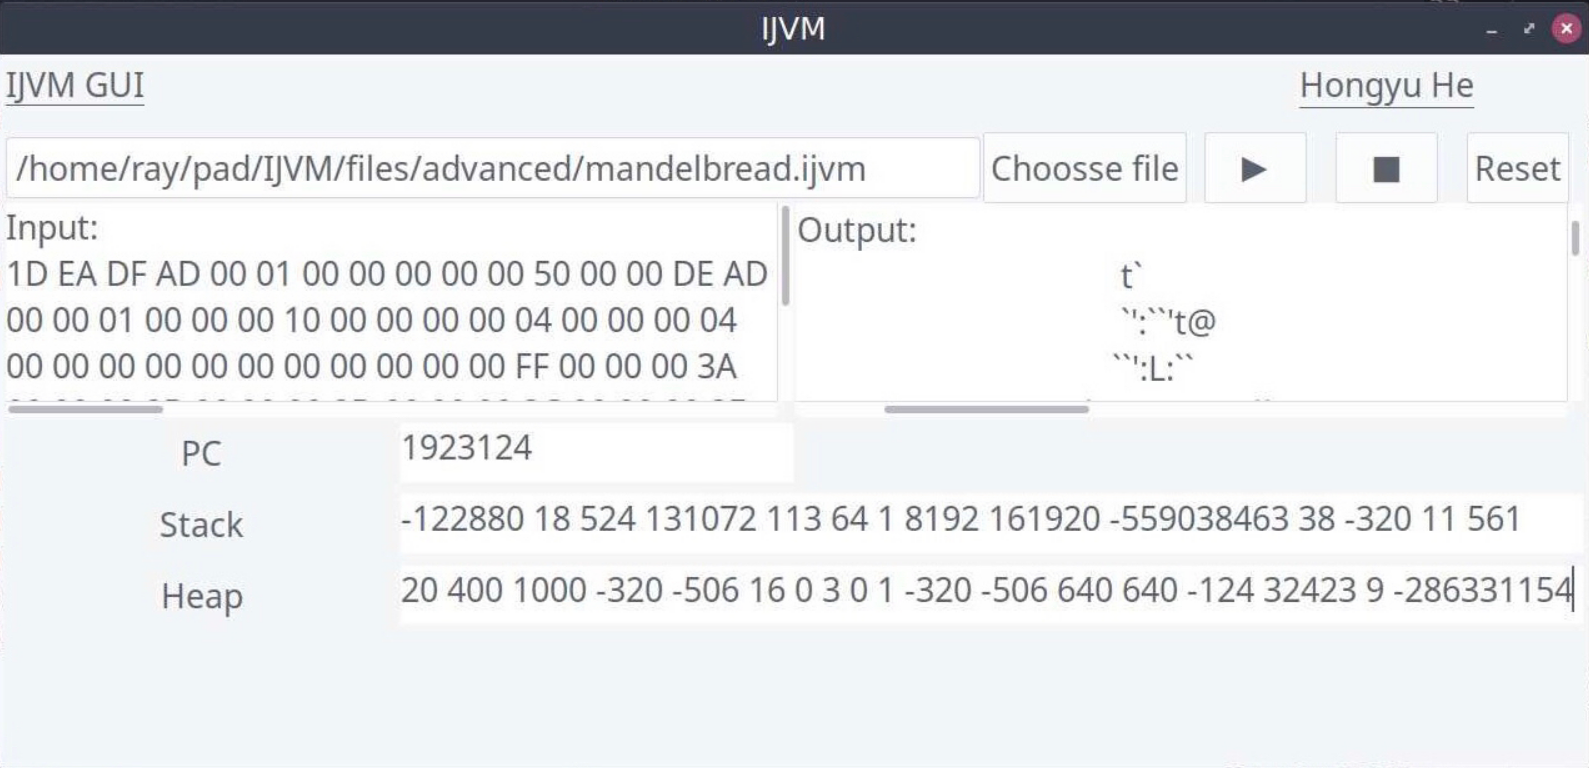 IJVM
IJVM GUI
Hongyu He
/home/ray/pad/IJVM/files/advanced/mandelbread.ijvm
Choosse file
Reset
Input:
1D EA DF AD 00 01 00 00 00 00 00 50 00 00 DE AD
00 00 01 00 00 00 10 00 00 00 00 04 00 00 00 04
00 00 00 00 00 00 00 00 00 00 00 FF 00 00 00 3A
Output:
t`
`':``'t@
``':L:``
PC
1923124
Stack
-122880 18 524 131072 113 64 1 8192 161920 -559038463 38 -320 11 561
Heap
20 400 1000 -320 -506 16 0 3 0 1 -320 -506 640 640 -124 32423 9 -286331154